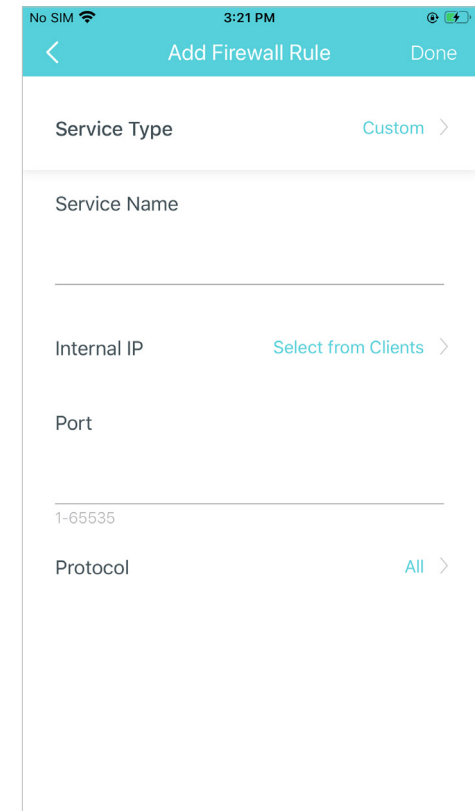 No SIM 3:21 PM
Add Firewall Rule Done
Service Type Custom
Service Name
Internal IP Select from Clients
Port
1-65535
Protocol All